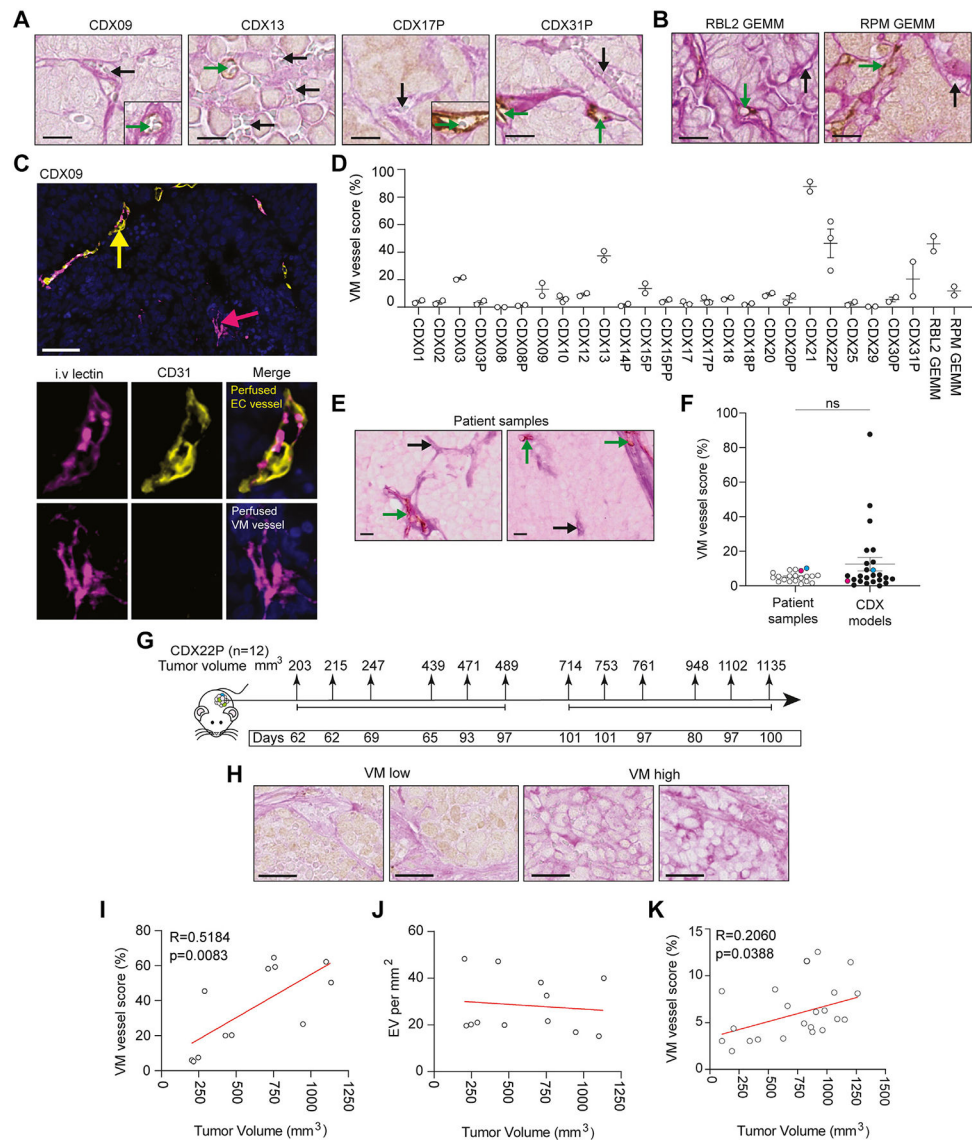 A
CDX09
CDX13
CDX17P
CDX31P
B
RBL2 GEMM
RPM GEMM
C
CDX09
i.v lectin
CD31
Merge
Perfused
EC vessel
Perfused
VM vessel
D
VM vessel score (%)
100
80
60
40
20
0
CDX01
CDX02
CDX03
CDX03P
CDX08
CDX08P
CDX09
CDX10
CDX12
CDX13
CDX14P
CDX15P
CDX15PP
CDX17
CDX17P
CDX18
CDX18P
CDX20
CDX20P
CDX21
CDX22P
CDX25
CDX29
CDX30P
CDX31P
RBL2 GEMM
RPM GEMM
E
Patient samples
F
ns
VM vessel score (%)
100
80
60
40
20
0
Patient
samples
CDX
models
G
CDX22P (n=12)
Tumor volume mm3
203 215 247 439 471 489 714 753 761 948 1102 1135
Days 62 62 69 65 93 97 101 101 97 80 97 100
H
VM low
VM high
I
R=0.5184
p=0.0083
VM vessel score (%)
80
60
40
20
0
0 250 500 750 1000 1250
Tumor Volume (mm3)
J
EV per mm2
60
40
20
0
0 250 500 750 1000 1250
Tumor Volume (mm3)
K
R=0.2060
p=0.0388
VM vessel score (%)
15
10
5
0
0 250 500 750 1000 1250 1500
Tumor Volume (mm3)